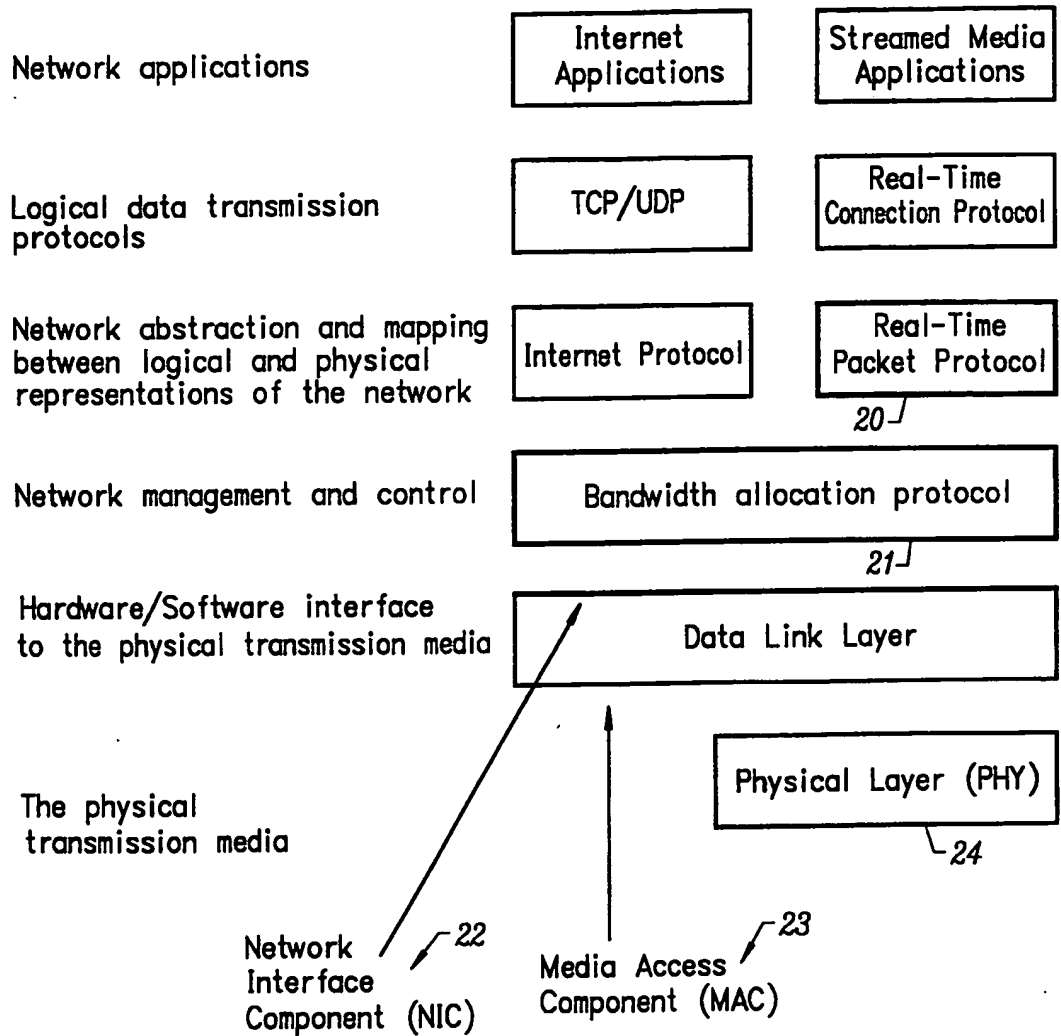 Network applications
Internet
Applications
Streamed Media
Applications
Logical data transmission
protocols
TCP/UDP
Real-Time
Connection Protocol
Network abstraction and mapping
between logical and physical
representations of the network
Internet Protocol
Real-Time
Packet Protocol
20
Network management and control
Bandwidth allocation protocol
21
Hardware/Software interface
to the physical transmission media
Data Link Layer
The physical
transmission media
Physical Layer (PHY)
24
Network
Interface
Component (NIC)
22
Media Access
Component (MAC)
23